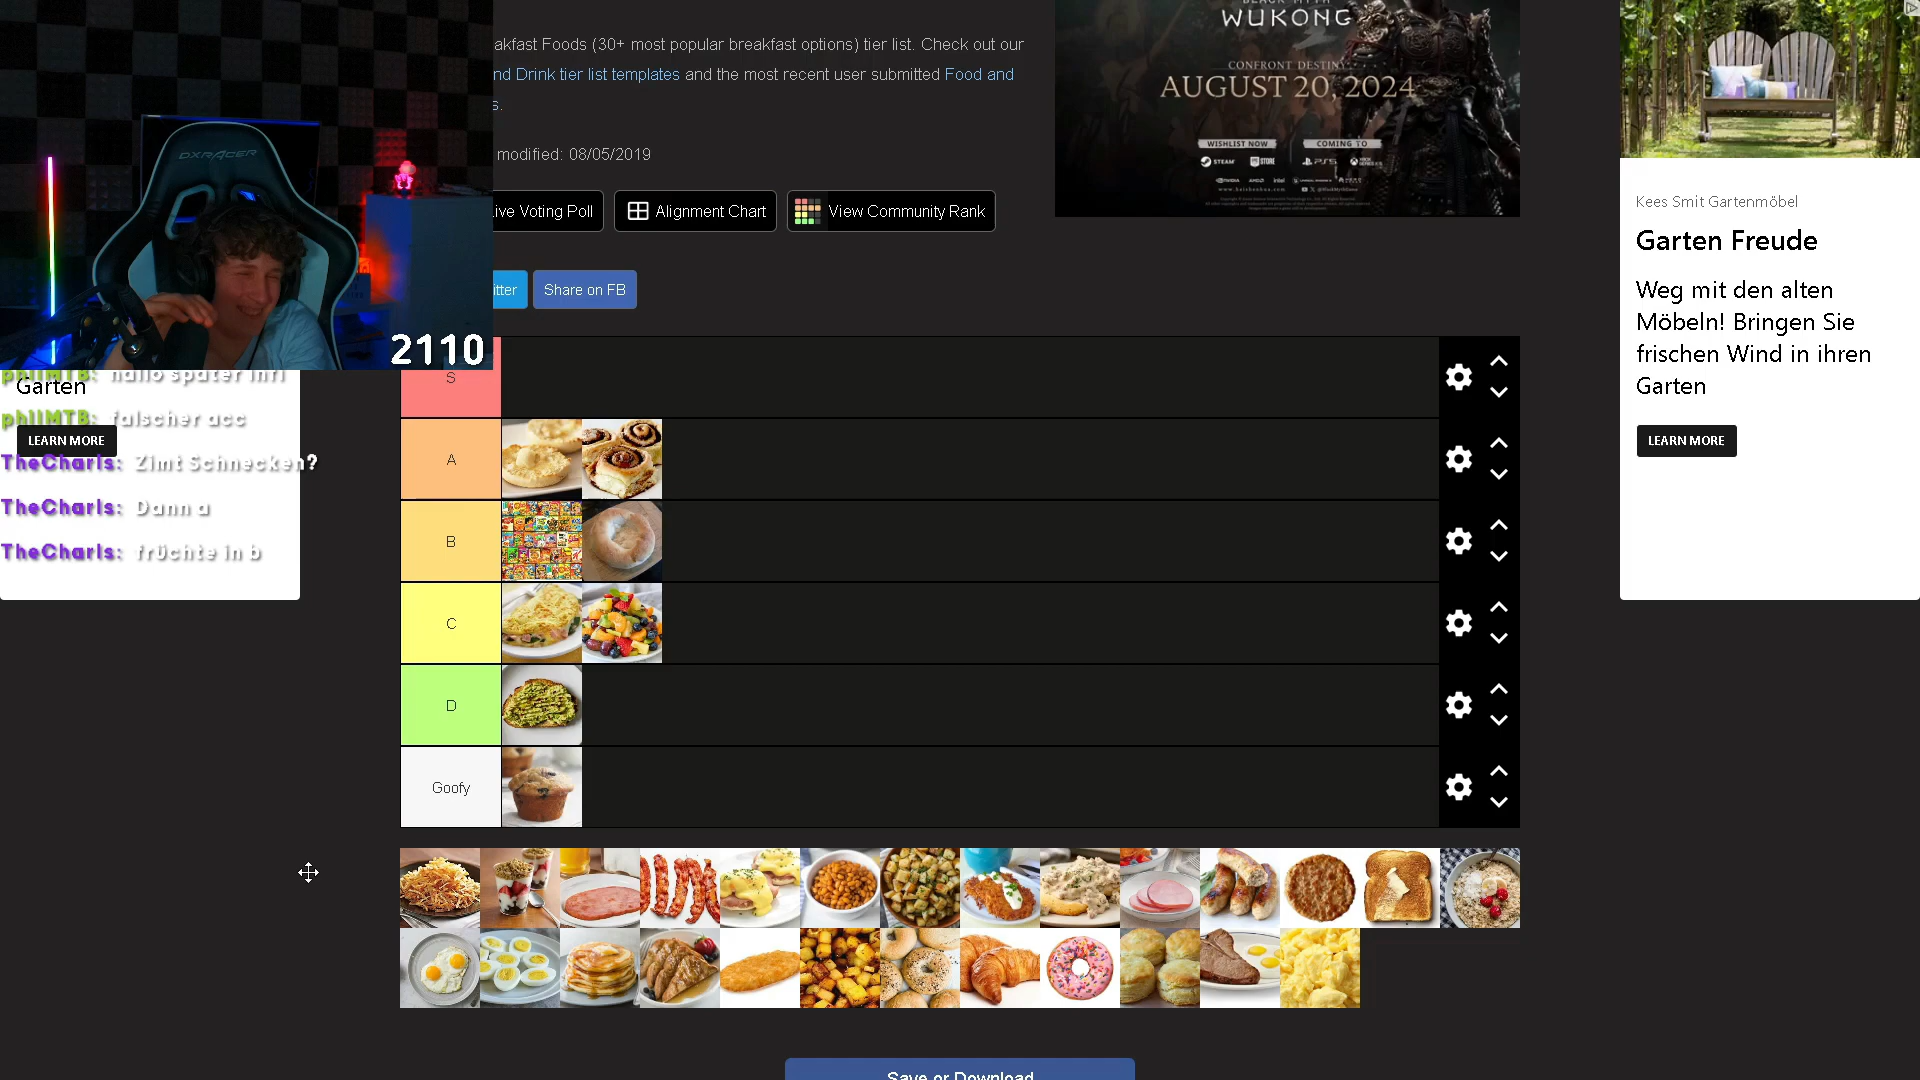 akfast Foods (30+ most popular breakfast options) tier list. Check out our
nd Drink tier list templates and the most recent user submitted Food and
s.
modified: 08/05/2019
ive Voting Poll
Alignment Chart
View Community Rank
itter
Share on FB
DXRACER
2110
philMTB:
Garten
philMTB: falscher acc
LEARN MORE
TheCharls: Zimt Schnecken?
TheCharls: Dann a
TheCharls: früchte in b
S
A
B
C
D
Goofy
Save or Download
WUKONG
CONFRONT DESTINY
AUGUST 20, 2024
WISHLIST NOW
COMING TO
STEAM
PS5
Kees Smit Gartenmöbel
Garten Freude
Weg mit den alten
Möbeln! Bringen Sie
frischen Wind in ihren
Garten
LEARN MORE